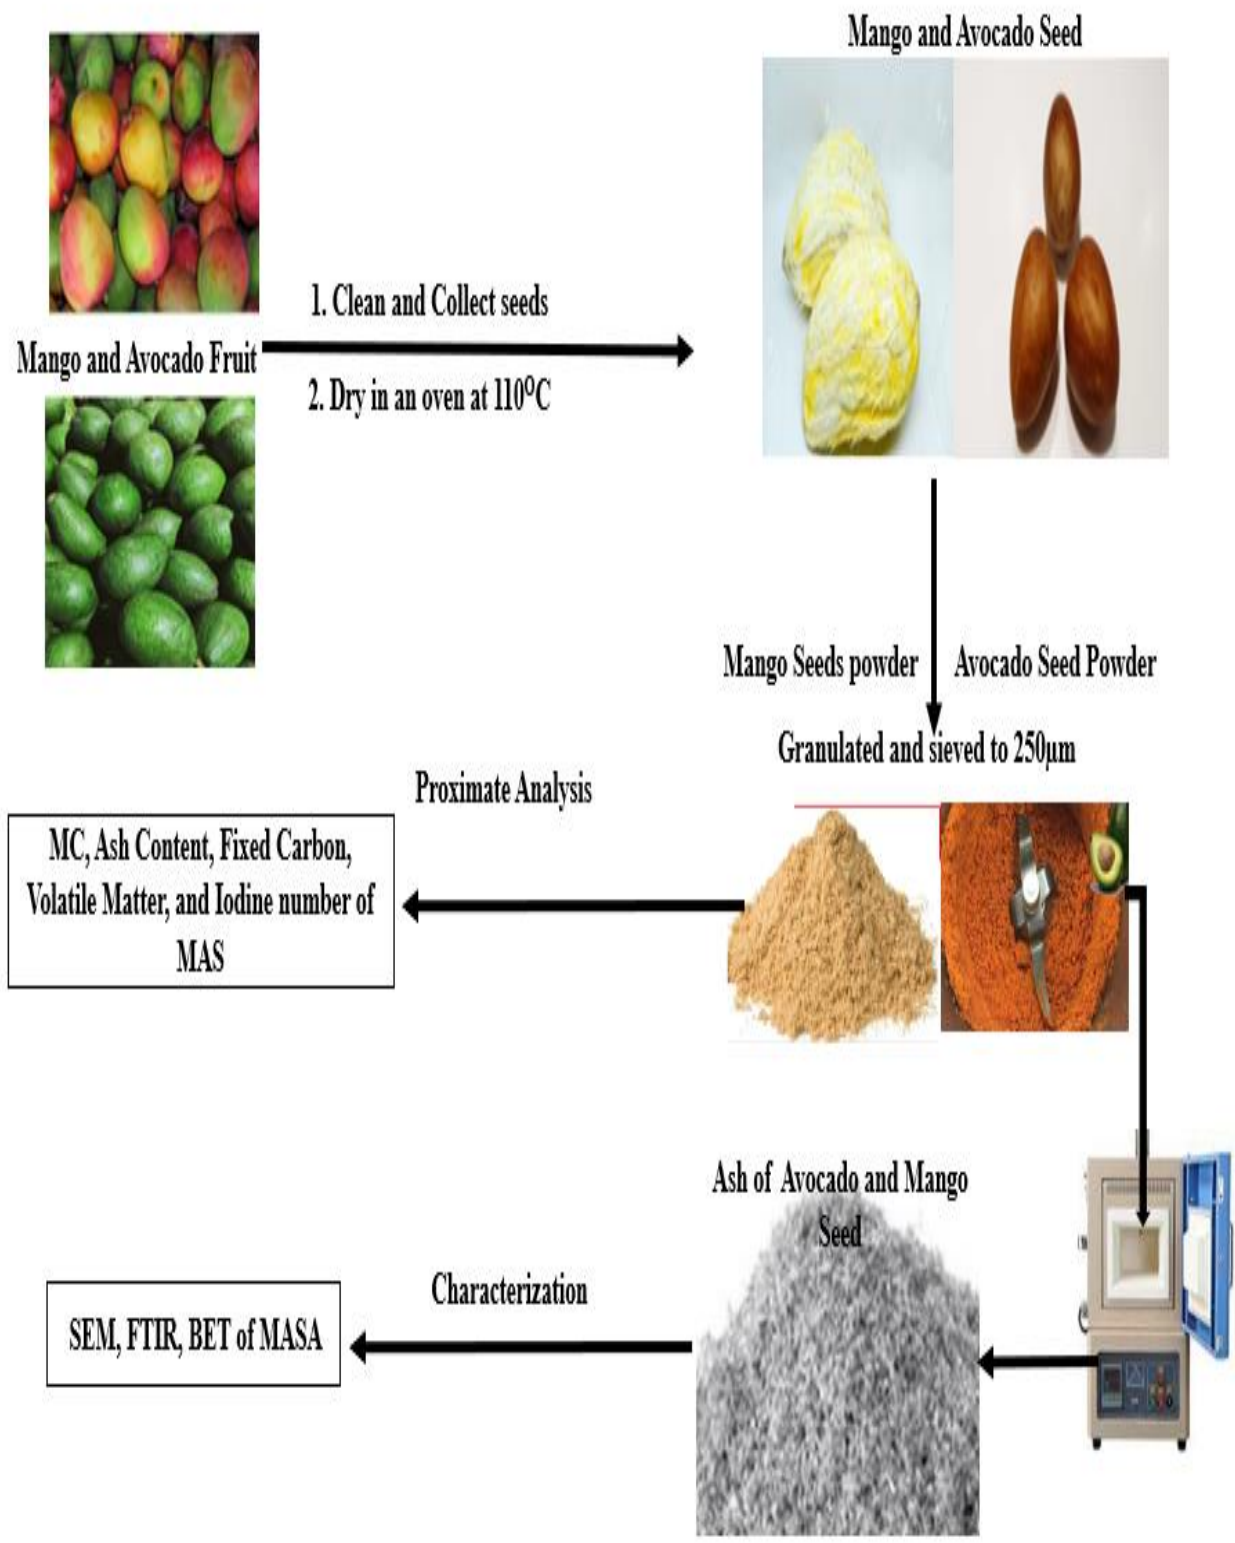 Mango and Avocado Seed
1. Clean and Collect seeds
Mango and Avocado Fruit
2. Dry in an oven at 110⁰C
Mango Seeds powder
Avocado Seed Powder
Granulated and sieved to 250µm
Proximate Analysis
MC, Ash Content, Fixed Carbon,
Volatile Matter, and Iodine number of
MAS
Ash of Avocado and Mango
Seed
Characterization
SEM, FTIR, BET of MASA